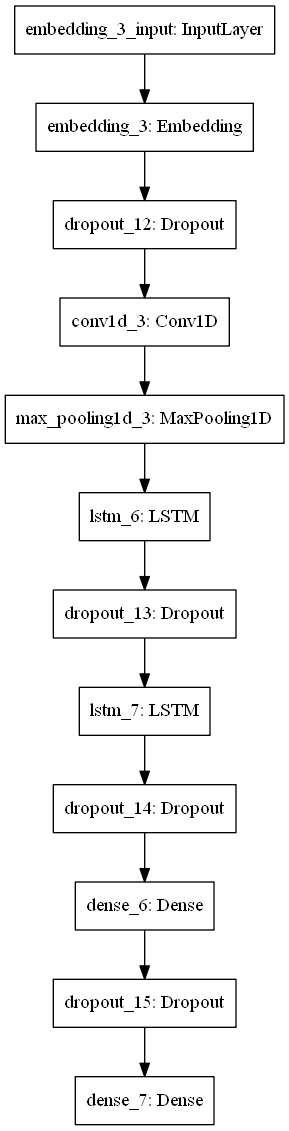 embedding_3_input: InputLayer
embedding_3: Embedding
dropout_12: Dropout
conv1d_3: Conv1D
max_pooling1d_3: MaxPooling1D
lstm_6: LSTM
dropout_13: Dropout
lstm_7: LSTM
dropout_14: Dropout
dense_6: Dense
dropout_15: Dropout
dense_7: Dense